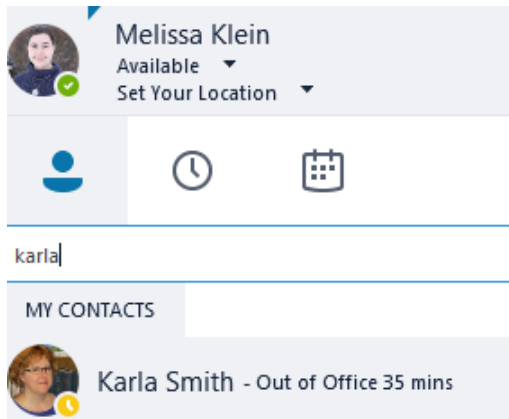 Melissa Klein
Available
Set Your Location
karla
MY CONTACTS
Karla Smith - Out of Office 35 mins